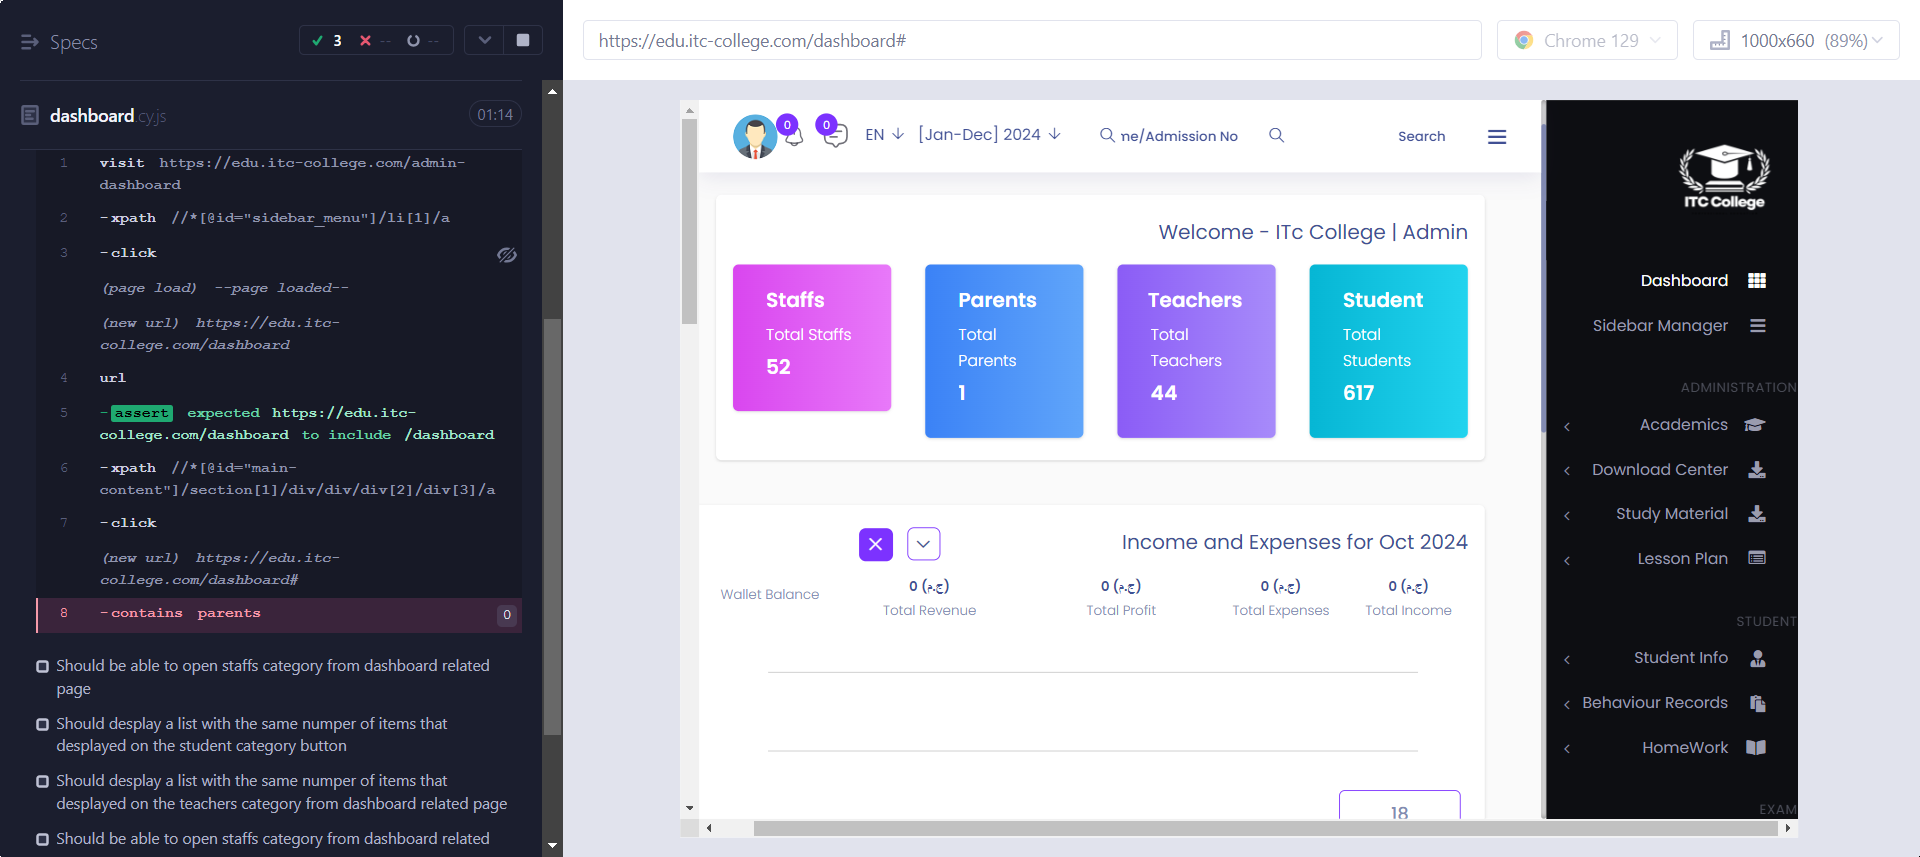 Specs
3
--
--
dashboard.cy.js
01:14
1 visit https://edu.itc-college.com/admin-
dashboard
2 -xpath //*[@id="sidebar_menu"]/li[1]/a
3 -click
(page load) --page loaded--
(new url) https://edu.itc-
college.com/dashboard
4 url
5 -assert expected https://edu.itc-
college.com/dashboard to include /dashboard
6 -xpath //*[@id="main-
content"]/section[1]/div/div/div[2]/div[3]/a
7 -click
(new url) https://edu.itc-
college.com/dashboard#
8 -contains parents 0
Should be able to open staffs category from dashboard related
page
Should desplay a list with the same numper of items that
desplayed on the student category button
Should desplay a list with the same numper of items that
desplayed on the teachers category from dashboard related page
Should be able to open staffs category from dashboard related
https://edu.itc-college.com/dashboard#
Chrome 129
1000x660 (89%)
0
0
EN
[Jan-Dec] 2024
ne/Admission No
Search
Welcome - ITc College | Admin
Staffs
Total Staffs
52
Parents
Total
Parents
1
Teachers
Total
Teachers
44
Student
Total
Students
617
Income and Expenses for Oct 2024
Wallet Balance
0 (ج.م)
Total Revenue
0 (ج.م)
Total Profit
0 (ج.م)
Total Expenses
0 (ج.م)
Total Income
18
ITC College
Dashboard
Sidebar Manager
ADMINISTRATION
Academics
Download Center
Study Material
Lesson Plan
STUDENT
Student Info
Behaviour Records
HomeWork
EXAM